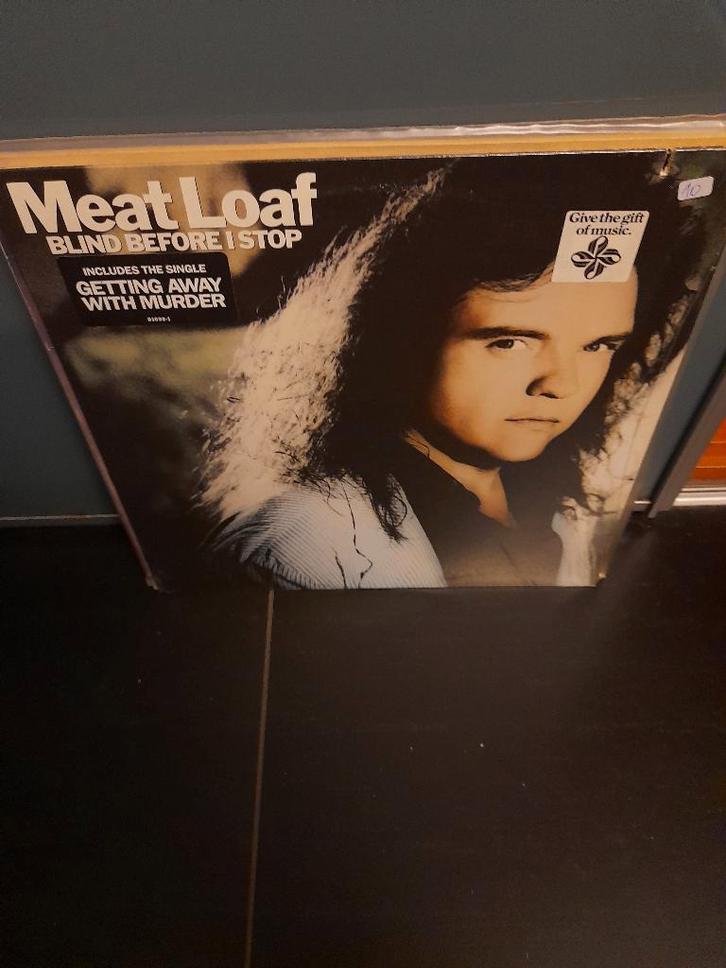 Meat Loaf
BLIND BEFORE I STOP
INCLUDES THE SINGLE
GETTING AWAY
WITH MURDER
Give the gift
of music.
10